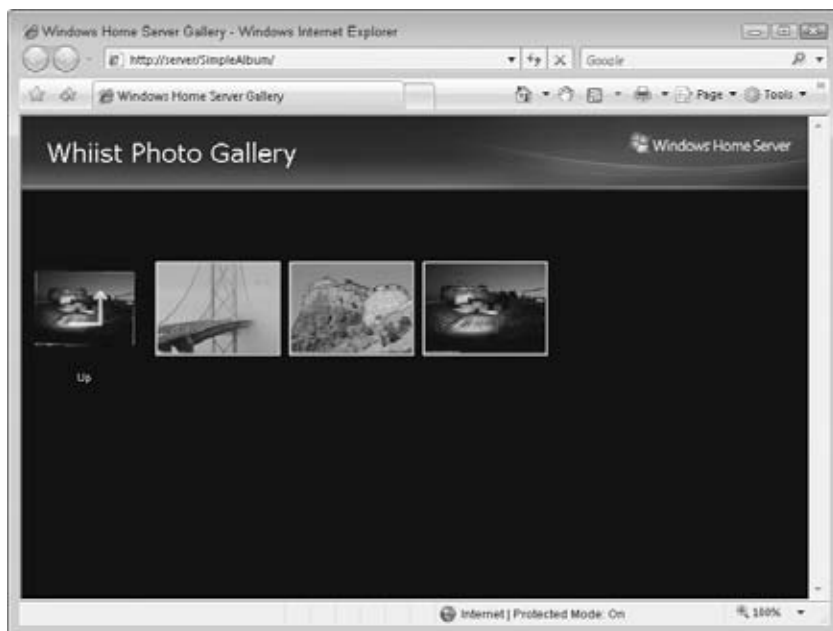 Windows Home Server Gallery - Windows Internet Explorer
http://server/SimpleAlbum/
Google
Windows Home Server Gallery
Page
Tools
Whiist Photo Gallery
Windows Home Server
Up
Internet | Protected Mode: On
100%